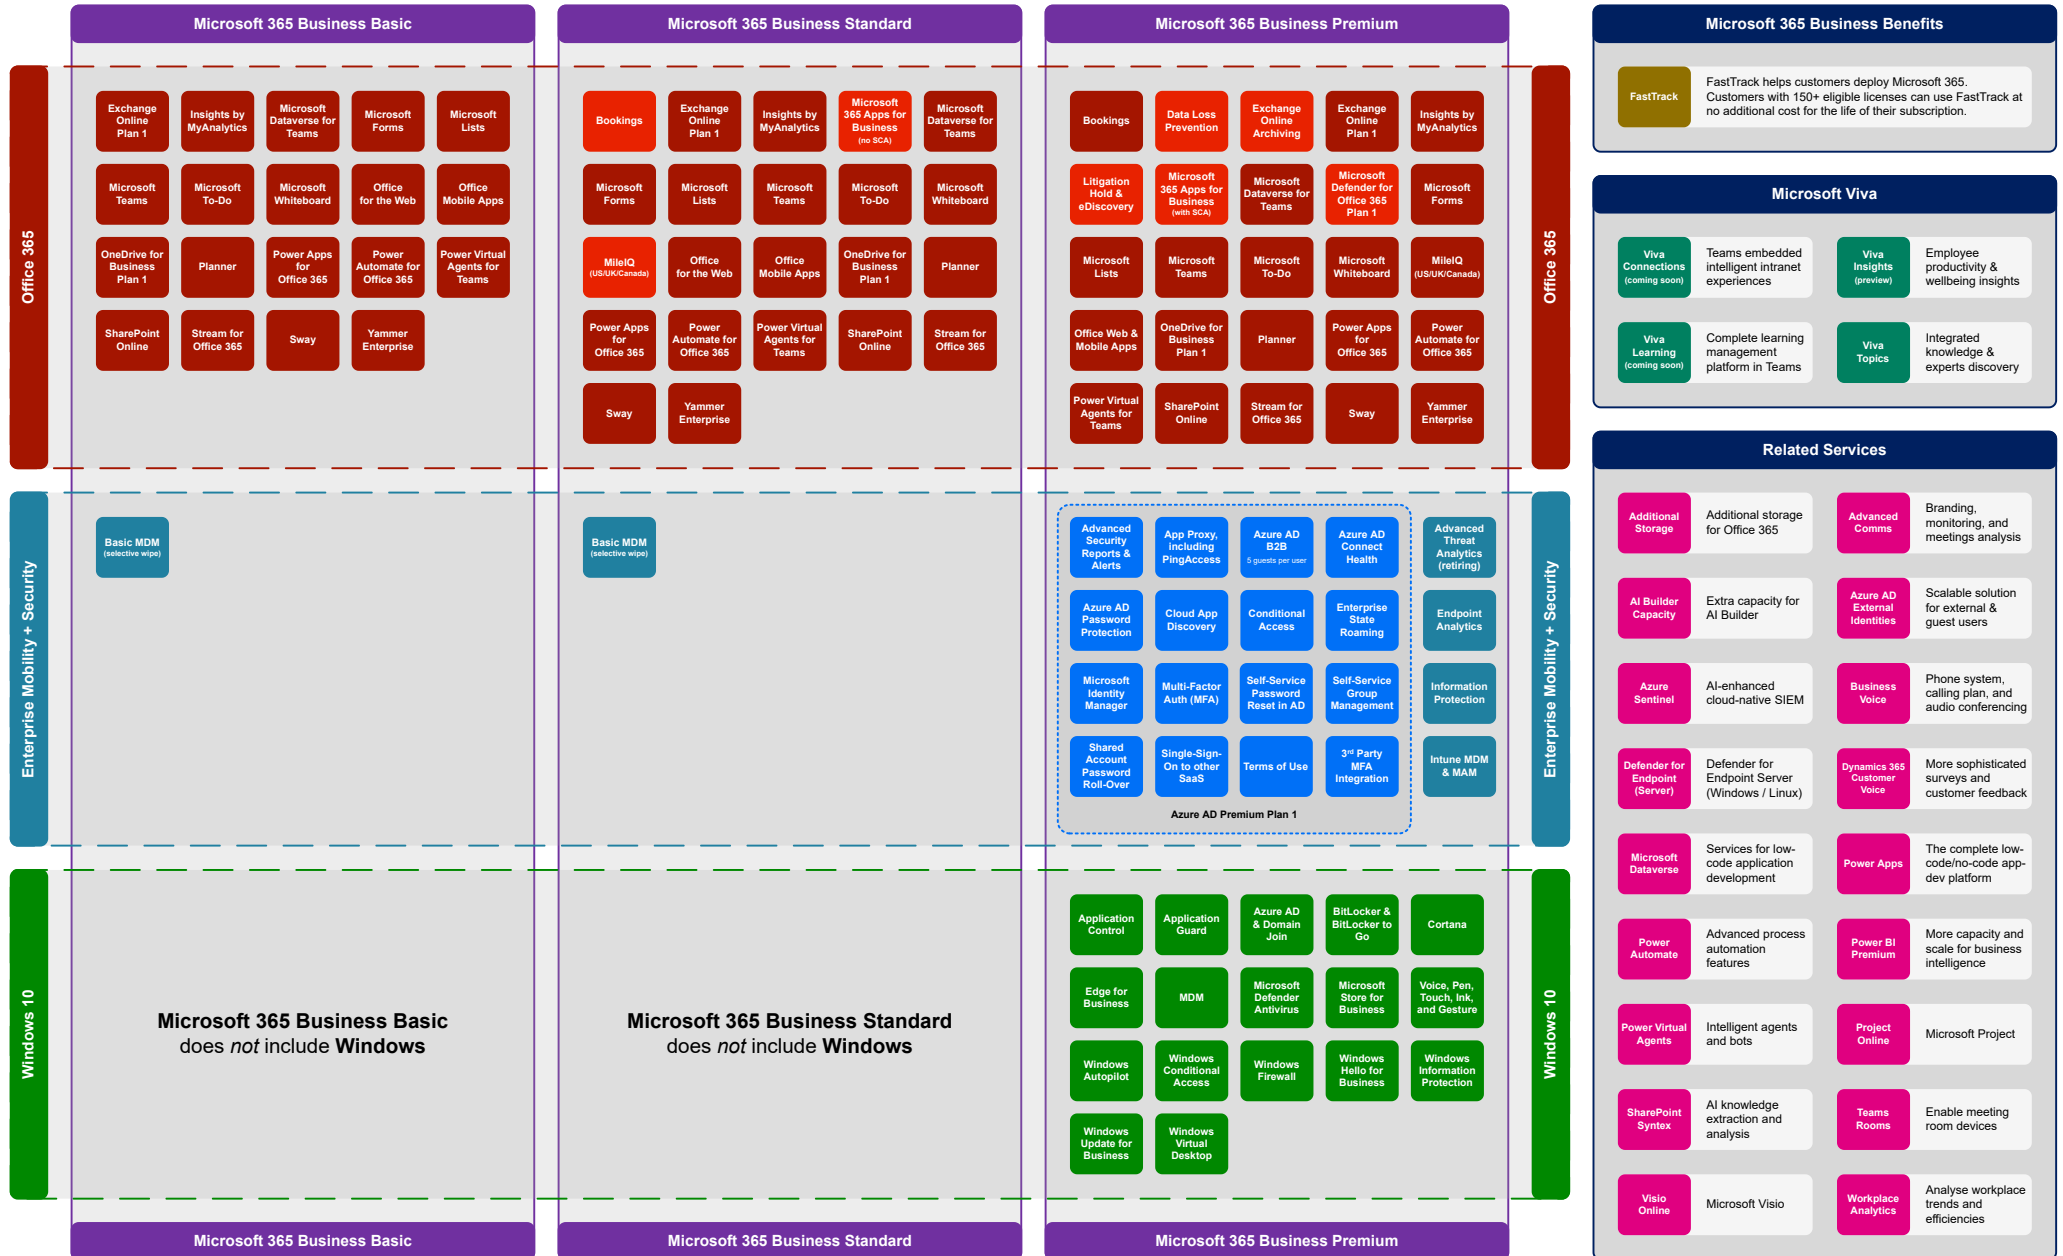 Microsoft 365 Business Basic
Microsoft 365 Business Standard
Microsoft 365 Business Premium
Office 365
Exchange
Online
Plan 1
Insights by
MyAnalytics
Microsoft
Dataverse for
Teams
Microsoft
Forms
Microsoft
Lists
Microsoft
Teams
Microsoft
To-Do
Microsoft
Whiteboard
Office
for the Web
Office
Mobile Apps
OneDrive for
Business
Plan 1
Planner
Power Apps
for
Office 365
Power
Automate for
Office 365
Power Virtual
Agents for
Teams
SharePoint
Online
Stream for
Office 365
Sway
Yammer
Enterprise
Bookings
Exchange
Online
Plan 1
Insights by
MyAnalytics
Microsoft
365 Apps for
Business
(no SCA)
Microsoft
Dataverse for
Teams
Microsoft
Forms
Microsoft
Lists
Microsoft
Teams
Microsoft
To-Do
Microsoft
Whiteboard
MileIQ
(US/UK/Canada)
Office
for the Web
Office
Mobile Apps
OneDrive for
Business
Plan 1
Planner
Power Apps
for
Office 365
Power
Automate for
Office 365
Power Virtual
Agents for
Teams
SharePoint
Online
Stream for
Office 365
Sway
Yammer
Enterprise
Bookings
Data Loss
Prevention
Exchange
Online
Archiving
Exchange
Online
Plan 1
Insights by
MyAnalytics
Litigation
Hold &
eDiscovery
Microsoft
365 Apps for
Business
(with SCA)
Microsoft
Dataverse for
Teams
Microsoft
Defender for
Office 365
Plan 1
Microsoft
Forms
Microsoft
Lists
Microsoft
Teams
Microsoft
To-Do
Microsoft
Whiteboard
MileIQ
(US/UK/Canada)
Office Web &
Mobile Apps
OneDrive for
Business
Plan 1
Planner
Power Apps
for
Office 365
Power
Automate for
Office 365
Power Virtual
Agents for
Teams
SharePoint
Online
Stream for
Office 365
Sway
Yammer
Enterprise
Office 365
Enterprise Mobility + Security
Basic MDM
(selective wipe)
Basic MDM
(selective wipe)
Advanced
Security
Reports &
Alerts
App Proxy,
including
PingAccess
Azure AD
B2B
5 guests per user
Azure AD
Connect
Health
Advanced
Threat
Analytics
(retiring)
Azure AD
Password
Protection
Cloud App
Discovery
Conditional
Access
Enterprise
State
Roaming
Endpoint
Analytics
Microsoft
Identity
Manager
Multi-Factor
Auth (MFA)
Self-Service
Password
Reset in AD
Self-Service
Group
Management
Information
Protection
Shared
Account
Password
Roll-Over
Single-Sign-
On to other
SaaS
Terms of Use
3rd Party
MFA
Integration
Intune MDM
& MAM
Azure AD Premium Plan 1
Enterprise Mobility + Security
Windows 10
Microsoft 365 Business Basic
does not include Windows
Microsoft 365 Business Standard
does not include Windows
Application
Control
Application
Guard
Azure AD
& Domain
Join
BitLocker &
BitLocker to
Go
Cortana
Edge for
Business
MDM
Microsoft
Defender
Antivirus
Microsoft
Store for
Business
Voice, Pen,
Touch, Ink,
and Gesture
Windows
Autopilot
Windows
Conditional
Access
Windows
Firewall
Windows
Hello for
Business
Windows
Information
Protection
Windows
Update for
Business
Windows
Virtual
Desktop
Windows 10
Microsoft 365 Business Basic
Microsoft 365 Business Standard
Microsoft 365 Business Premium
Microsoft 365 Business Benefits
FastTrack
FastTrack helps customers deploy Microsoft 365.
Customers with 150+ eligible licenses can use FastTrack at
no additional cost for the life of their subscription.
Microsoft Viva
Viva
Connections
(coming soon)
Teams embedded
intelligent intranet
experiences
Viva
Insights
(preview)
Employee
productivity &
wellbeing insights
Viva
Learning
(coming soon)
Complete learning
management
platform in Teams
Viva
Topics
Integrated
knowledge &
experts discovery
Related Services
Additional
Storage
Additional storage
for Office 365
Advanced
Comms
Branding,
monitoring, and
meetings analysis
AI Builder
Capacity
Extra capacity for
AI Builder
Azure AD
External
Identities
Scalable solution
for external &
guest users
Azure
Sentinel
AI-enhanced
cloud-native SIEM
Business
Voice
Phone system,
calling plan, and
audio conferencing
Defender for
Endpoint
(Server)
Defender for
Endpoint Server
(Windows / Linux)
Dynamics 365
Customer
Voice
More sophisticated
surveys and
customer feedback
Microsoft
Dataverse
Services for low-
code application
development
Power Apps
The complete low-
code/no-code app-
dev platform
Power
Automate
Advanced process
automation
features
Power BI
Premium
More capacity and
scale for business
intelligence
Power Virtual
Agents
Intelligent agents
and bots
Project
Online
Microsoft Project
SharePoint
Syntex
AI knowledge
extraction and
analysis
Teams
Rooms
Enable meeting
room devices
Visio
Online
Microsoft Visio
Workplace
Analytics
Analyse workplace
trends and
efficiencies